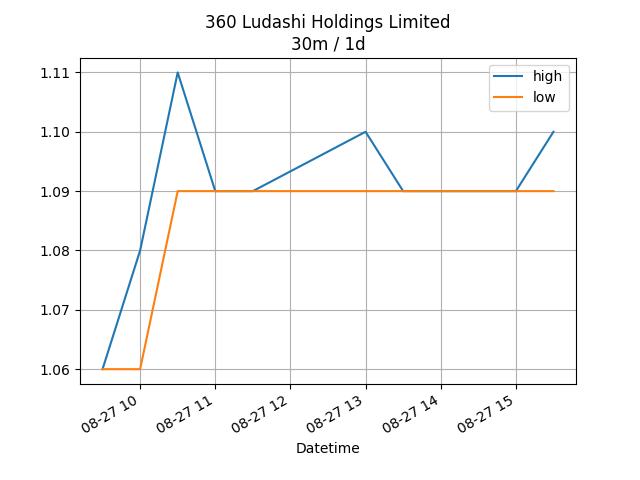 360 Ludashi Holdings Limited
30m / 1d
high
low
1.11
1.10
1.09
1.08
1.07
1.06
08-27 10
08-27 11
08-27 12
08-27 13
08-27 14
08-27 15
Datetime